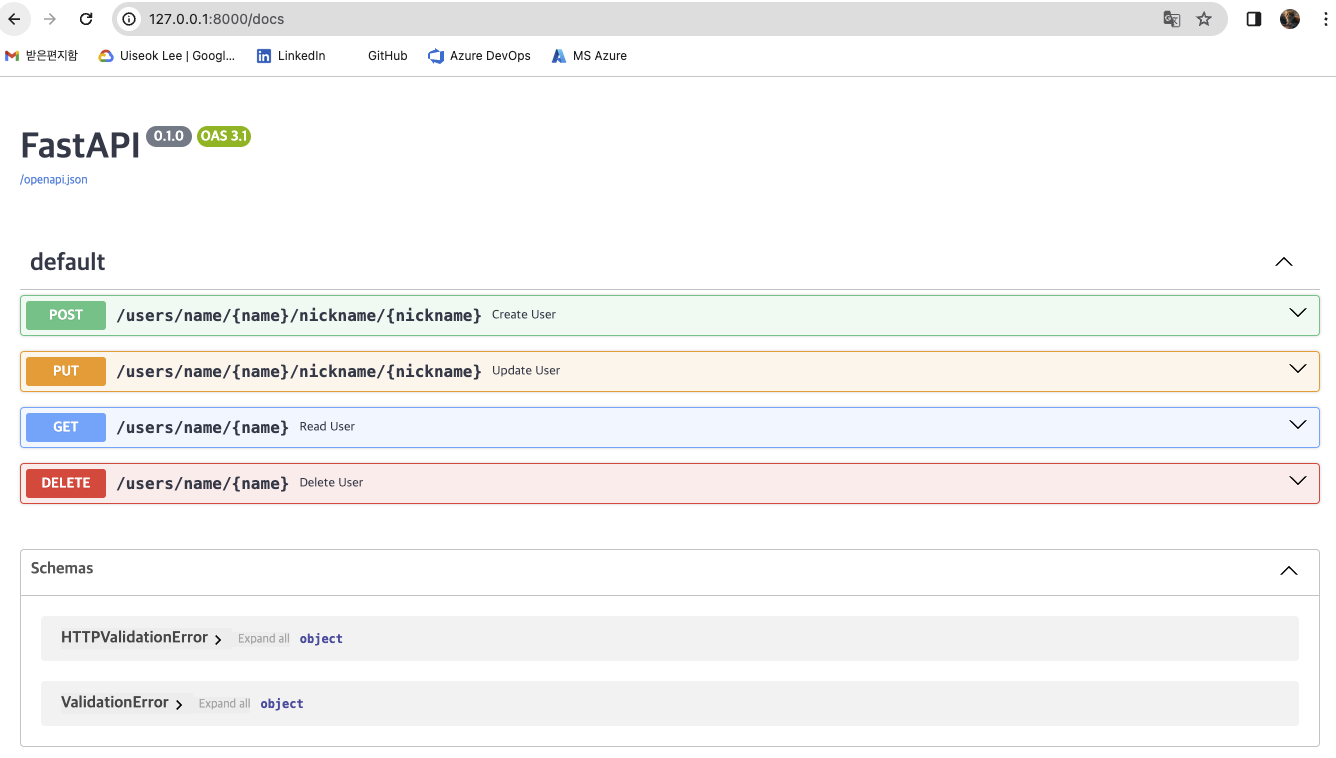 127.0.0.1:8000/docs
받은편지함 Uiseok Lee | Googl... LinkedIn GitHub Azure DevOps MS Azure
FastAPI 0.1.0 OAS 3.1
/openapi.json
default
POST /users/name/{name}/nickname/{nickname} Create User
PUT /users/name/{name}/nickname/{nickname} Update User
GET /users/name/{name} Read User
DELETE /users/name/{name} Delete User
Schemas
HTTPValidationError Expand all object
ValidationError Expand all object